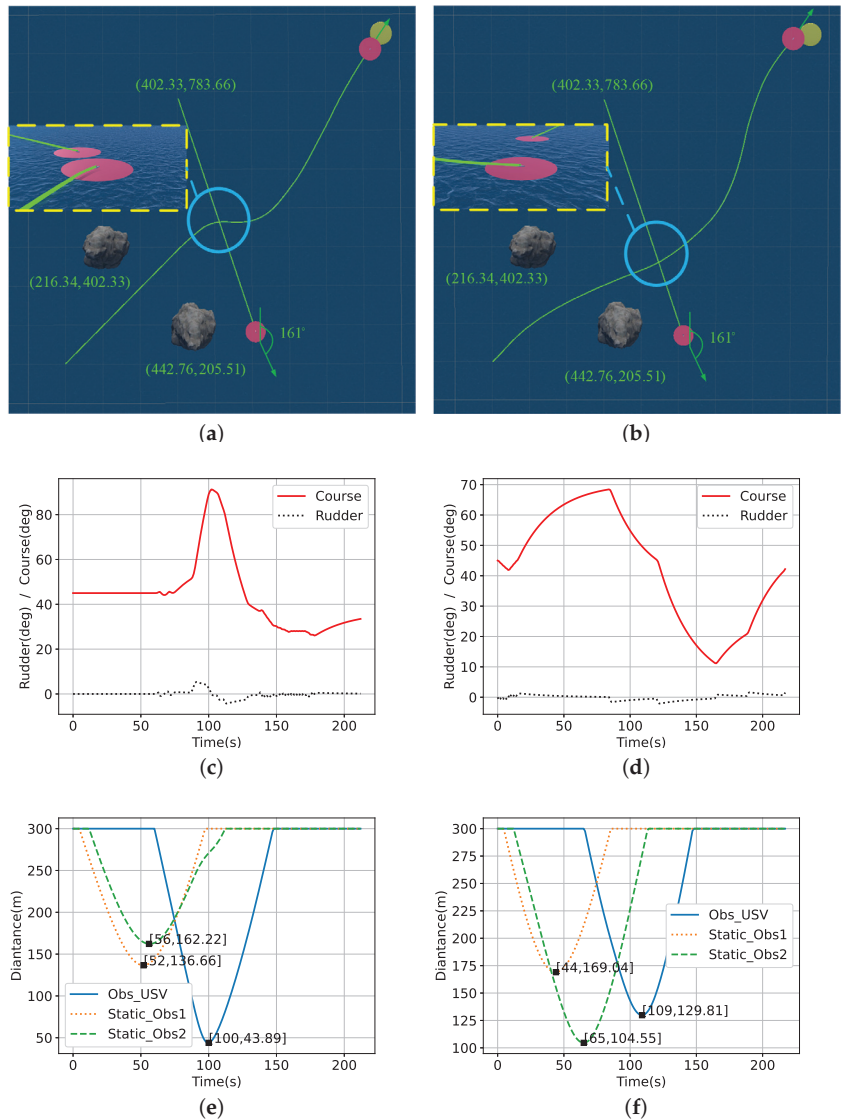 (402.33,783.66)
(216.34,402.33)
161°
(442.76,205.51)
(a)
(402.33,783.66)
(216.34,402.33)
161°
(442.76,205.51)
(b)
Rudder(deg) / Course(deg)
80
60
40
20
0
Course
Rudder
0 50 100 150 200
Time(s)
(c)
Rudder(deg) / Course(deg)
70
60
50
40
30
20
10
0
Course
Rudder
0 50 100 150 200
Time(s)
(d)
Diantance(m)
300
250
200
150
100
50
[56,162.22]
[52,136.66]
[100,43.89]
Obs_USV
Static_Obs1
Static_Obs2
0 50 100 150 200
Time(s)
(e)
Diantance(m)
300
275
250
225
200
175
150
125
100
Obs_USV
Static_Obs1
Static_Obs2
[44,169.04]
[109,129.81]
[65,104.55]
0 50 100 150 200
Time(s)
(f)